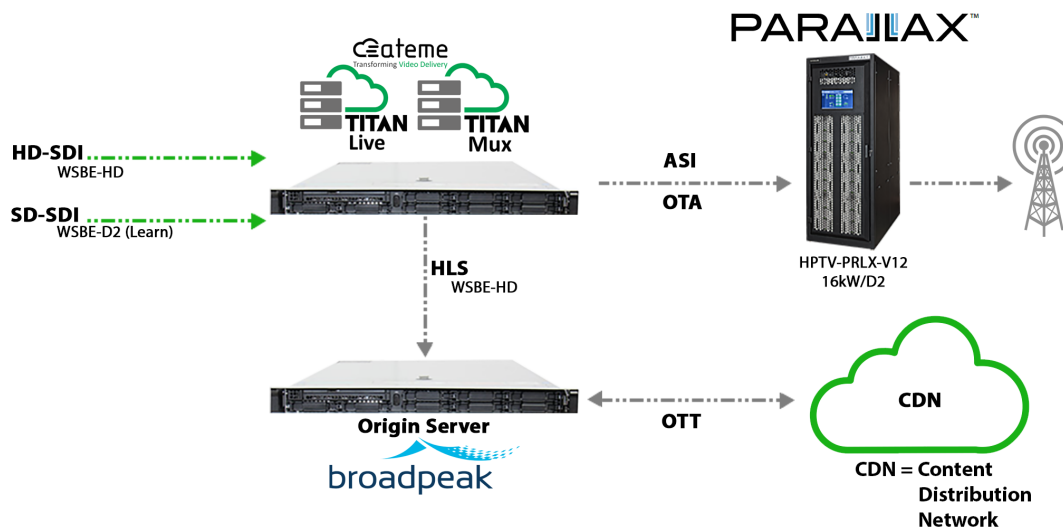 PARALLAX™
ateme
Transforming Video Delivery
TITAN
Live
TITAN
Mux
HD-SDI
WSBE-HD
SD-SDI
WSBE-D2 (Learn)
ASI
OTA
HPTV-PRLX-V12
16kW/D2
HLS
WSBE-HD
Origin Server
broadpeak
OTT
CDN
CDN = Content
Distribution
Network